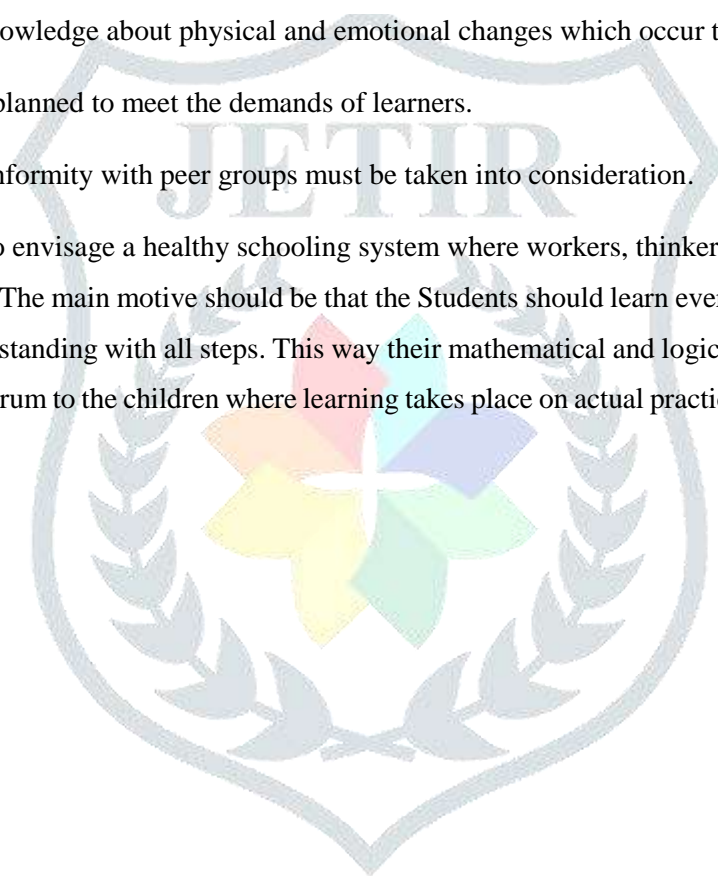 owledge about physical and emotional changes which occur t
planned to meet the demands of learners.
JETIR
nformity with peer groups must be taken into consideration.
o envisage a healthy schooling system where workers, thinker
The main motive should be that the Students should learn ever
standing with all steps. This way their mathematical and logic
rum to the children where learning takes place on actual practi